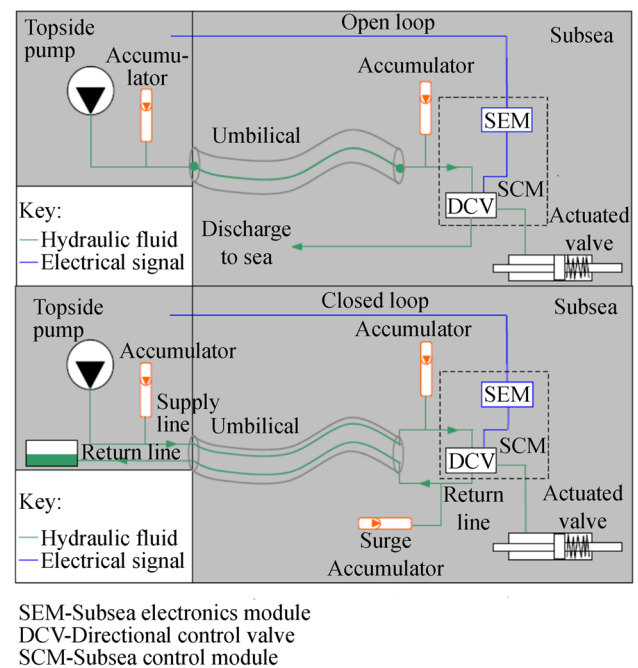 Open loop
Topside
pump
Accumu-
lator
Subsea
Accumulator
SEM
Umbilical
SCM
DCV
Key:
Hydraulic fluid
Electrical signal
Discharge
to sea
Actuated
valve
Closed loop
Topside
pump
Subsea
Accumulator
Accumulator
SEM
Supply
line
Umbilical
Return line
SCM
DCV
Key:
Hydraulic fluid
Electrical signal
Return
line
Actuated
valve
Surge
Accumulator
SEM-Subsea electronics module
DCV-Directional control valve
SCM-Subsea control module